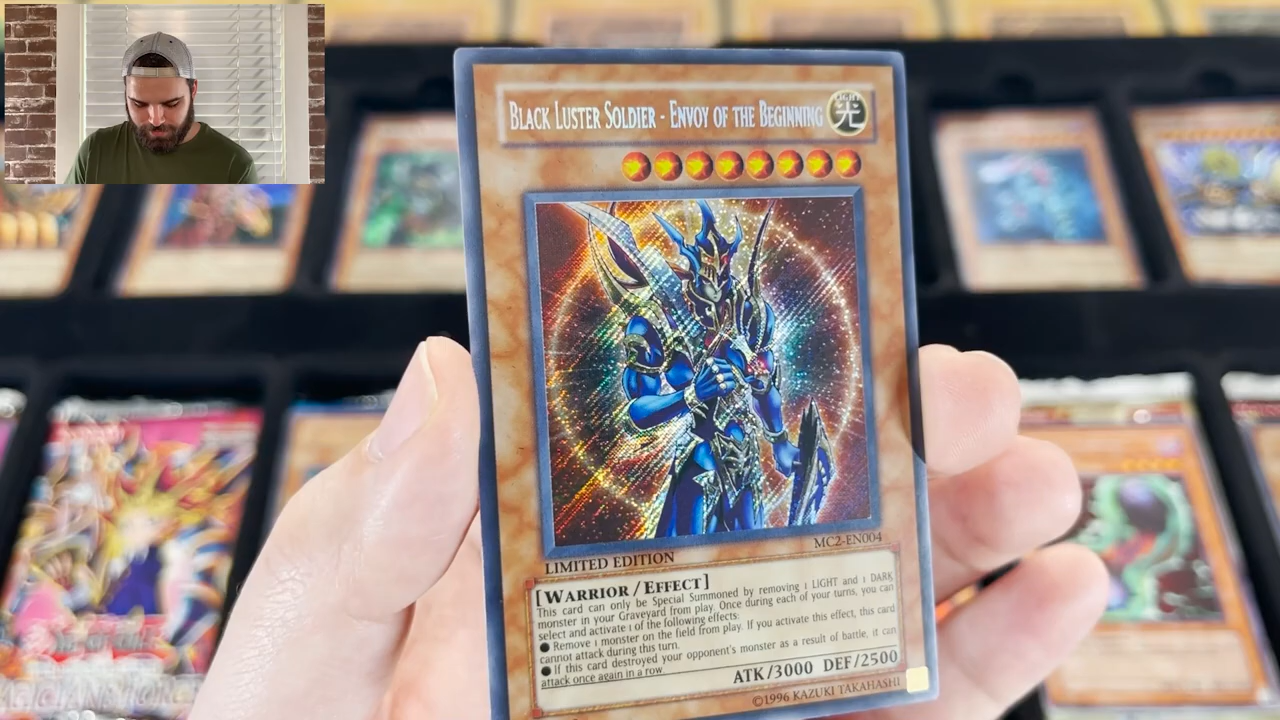 BLACK LUSTER SOLDIER - ENVOY OF THE BEGINNING
LIGHT
光
MC2-EN004
LIMITED EDITION
[WARRIOR/EFFECT]
This card can only be Special Summoned by removing 1 LIGHT and 1 DARK
monster in your Graveyard from play. Once during each of your turns, you can
select and activate 1 of the following effects:
● Remove 1 monster on the field from play. If you activate this effect, this card
cannot attack during this turn.
● If this card destroyed your opponent's monster as a result of battle, it can
attack once again in a row.
ATK/3000 DEF/2500
©1996 KAZUKI TAKAHASHI